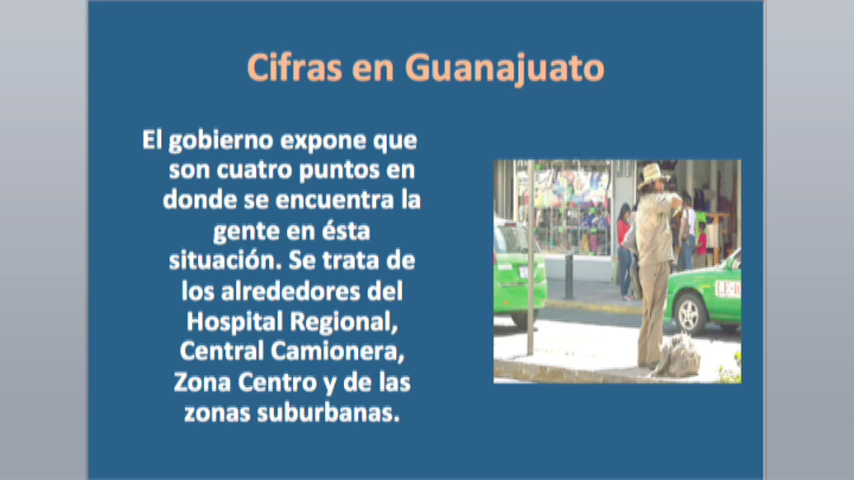 Cifras en Guanajuato
El gobierno expone que
son cuatro puntos en
donde se encuentra la
gente en ésta
situación. Se trata de
los alrededores del
Hospital Regional,
Central Camionera,
Zona Centro y de las
zonas suburbanas.